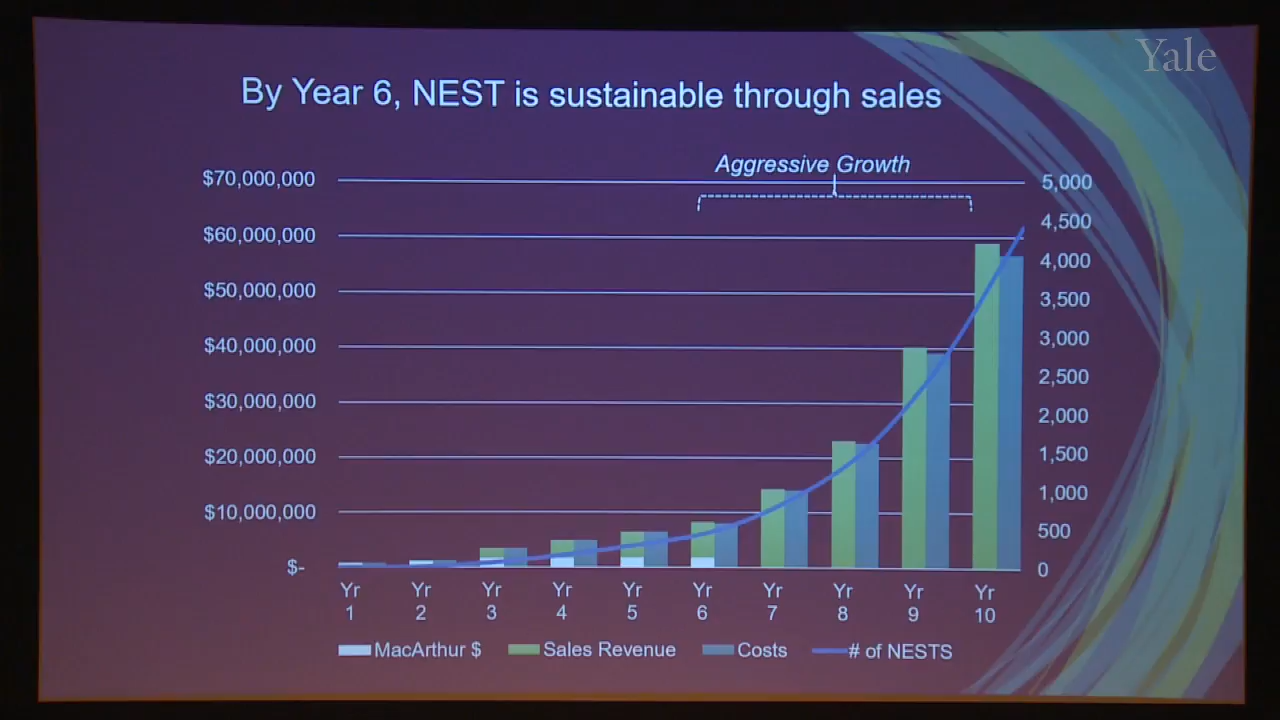 Yale
By Year 6, NEST is sustainable through sales
Aggressive Growth
$70,000,000
$60,000,000
$50,000,000
$40,000,000
$30,000,000
$20,000,000
$10,000,000
$-
5,000
4,500
4,000
3,500
3,000
2,500
2,000
1,500
1,000
500
0
Yr 1
Yr 2
Yr 3
Yr 4
Yr 5
Yr 6
Yr 7
Yr 8
Yr 9
Yr 10
MacArthur $ Sales Revenue Costs # of NESTS